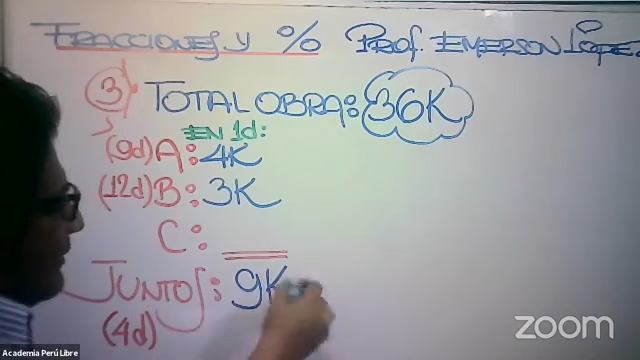 FRACCIONES Y % PROF. EMERSON LÓPEZ
3 TOTAL OBRA: 36K
EN 1d:
(9d) A: 4K
(12d) B: 3K
C:
JUNTOS: 9K
(4d)
Academia Perú Libre
zoom